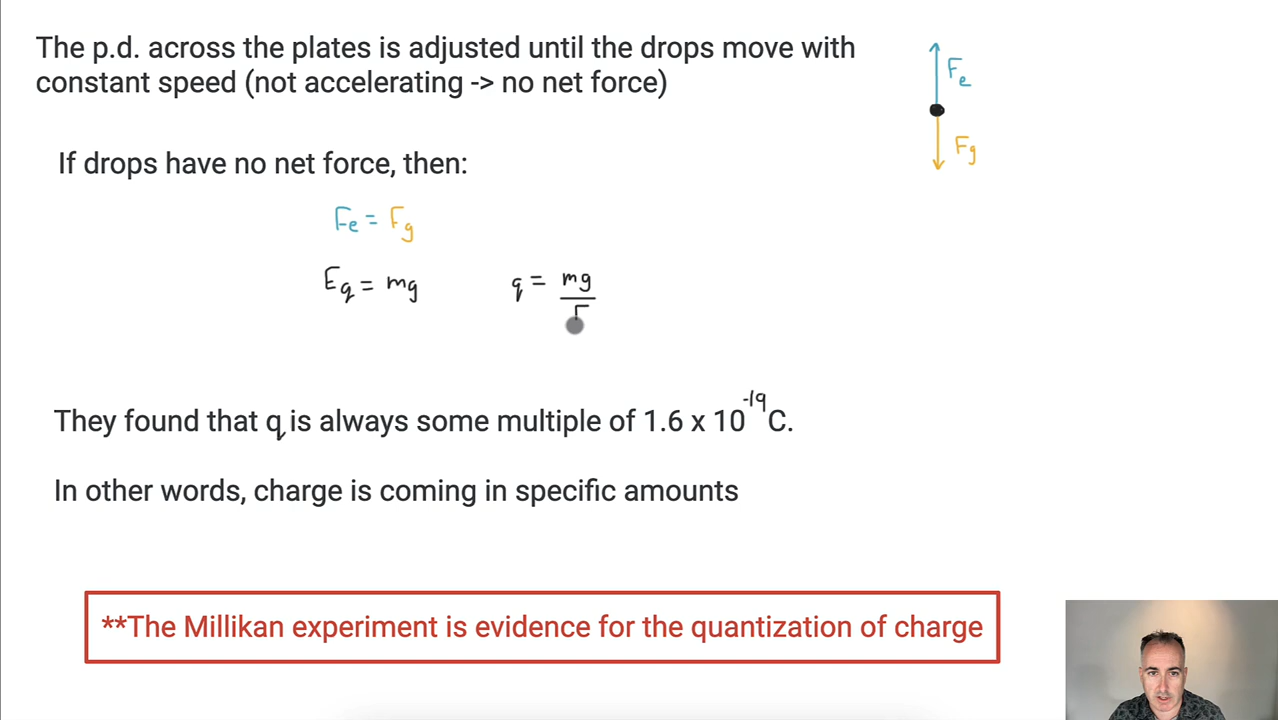 The p.d. across the plates is adjusted until the drops move with
constant speed (not accelerating -> no net force)
Fe
Fg
If drops have no net force, then:
Fe = Fg
Eq = mg
q = mg
They found that q is always some multiple of 1.6 x 10^-19 C.
In other words, charge is coming in specific amounts
**The Millikan experiment is evidence for the quantization of charge